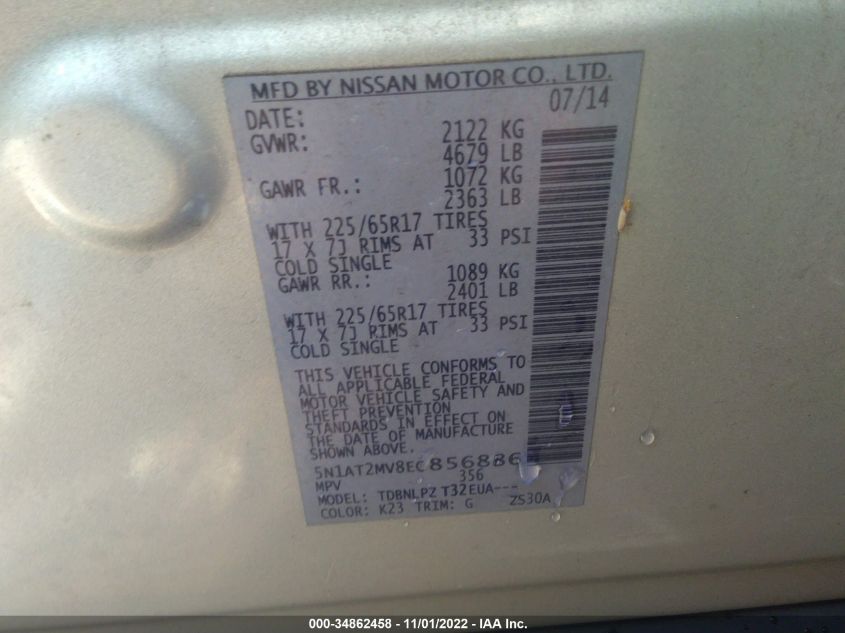 MFD BY NISSAN MOTOR CO., LTD.
DATE: 07/14
GVWR: 2122 KG
4679 LB
GAWR FR.: 1072 KG
2363 LB
WITH 225/65R17 TIRES
17 X 7J RIMS AT 33 PSI
COLD SINGLE
GAWR RR.: 1089 KG
2401 LB
WITH 225/65R17 TIRES
17 X 7J RIMS AT 33 PSI
COLD SINGLE
THIS VEHICLE CONFORMS TO
ALL APPLICABLE FEDERAL
MOTOR VEHICLE SAFETY AND
THEFT PREVENTION
STANDARDS IN EFFECT ON
THE DATE OF MANUFACTURE
SHOWN ABOVE.
5N1AT2MV8EC856886
MPV 356
MODEL: TDBNLPZ T32EUA---
COLOR: K23 TRIM: G ZS30A
000-34862458 - 11/01/2022 - IAA Inc.